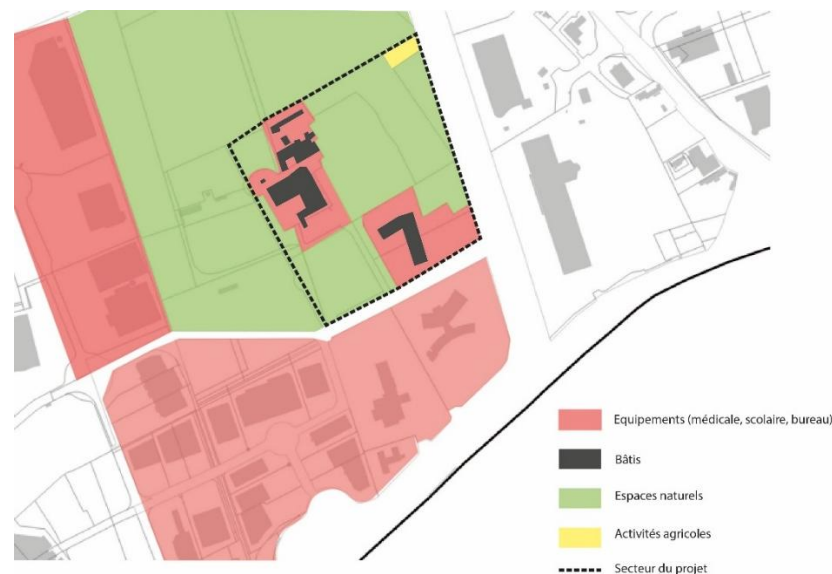 Equipements (médicale, scolaire, bureau)
Bâtis
Espaces naturels
Activités agricoles
Secteur du projet